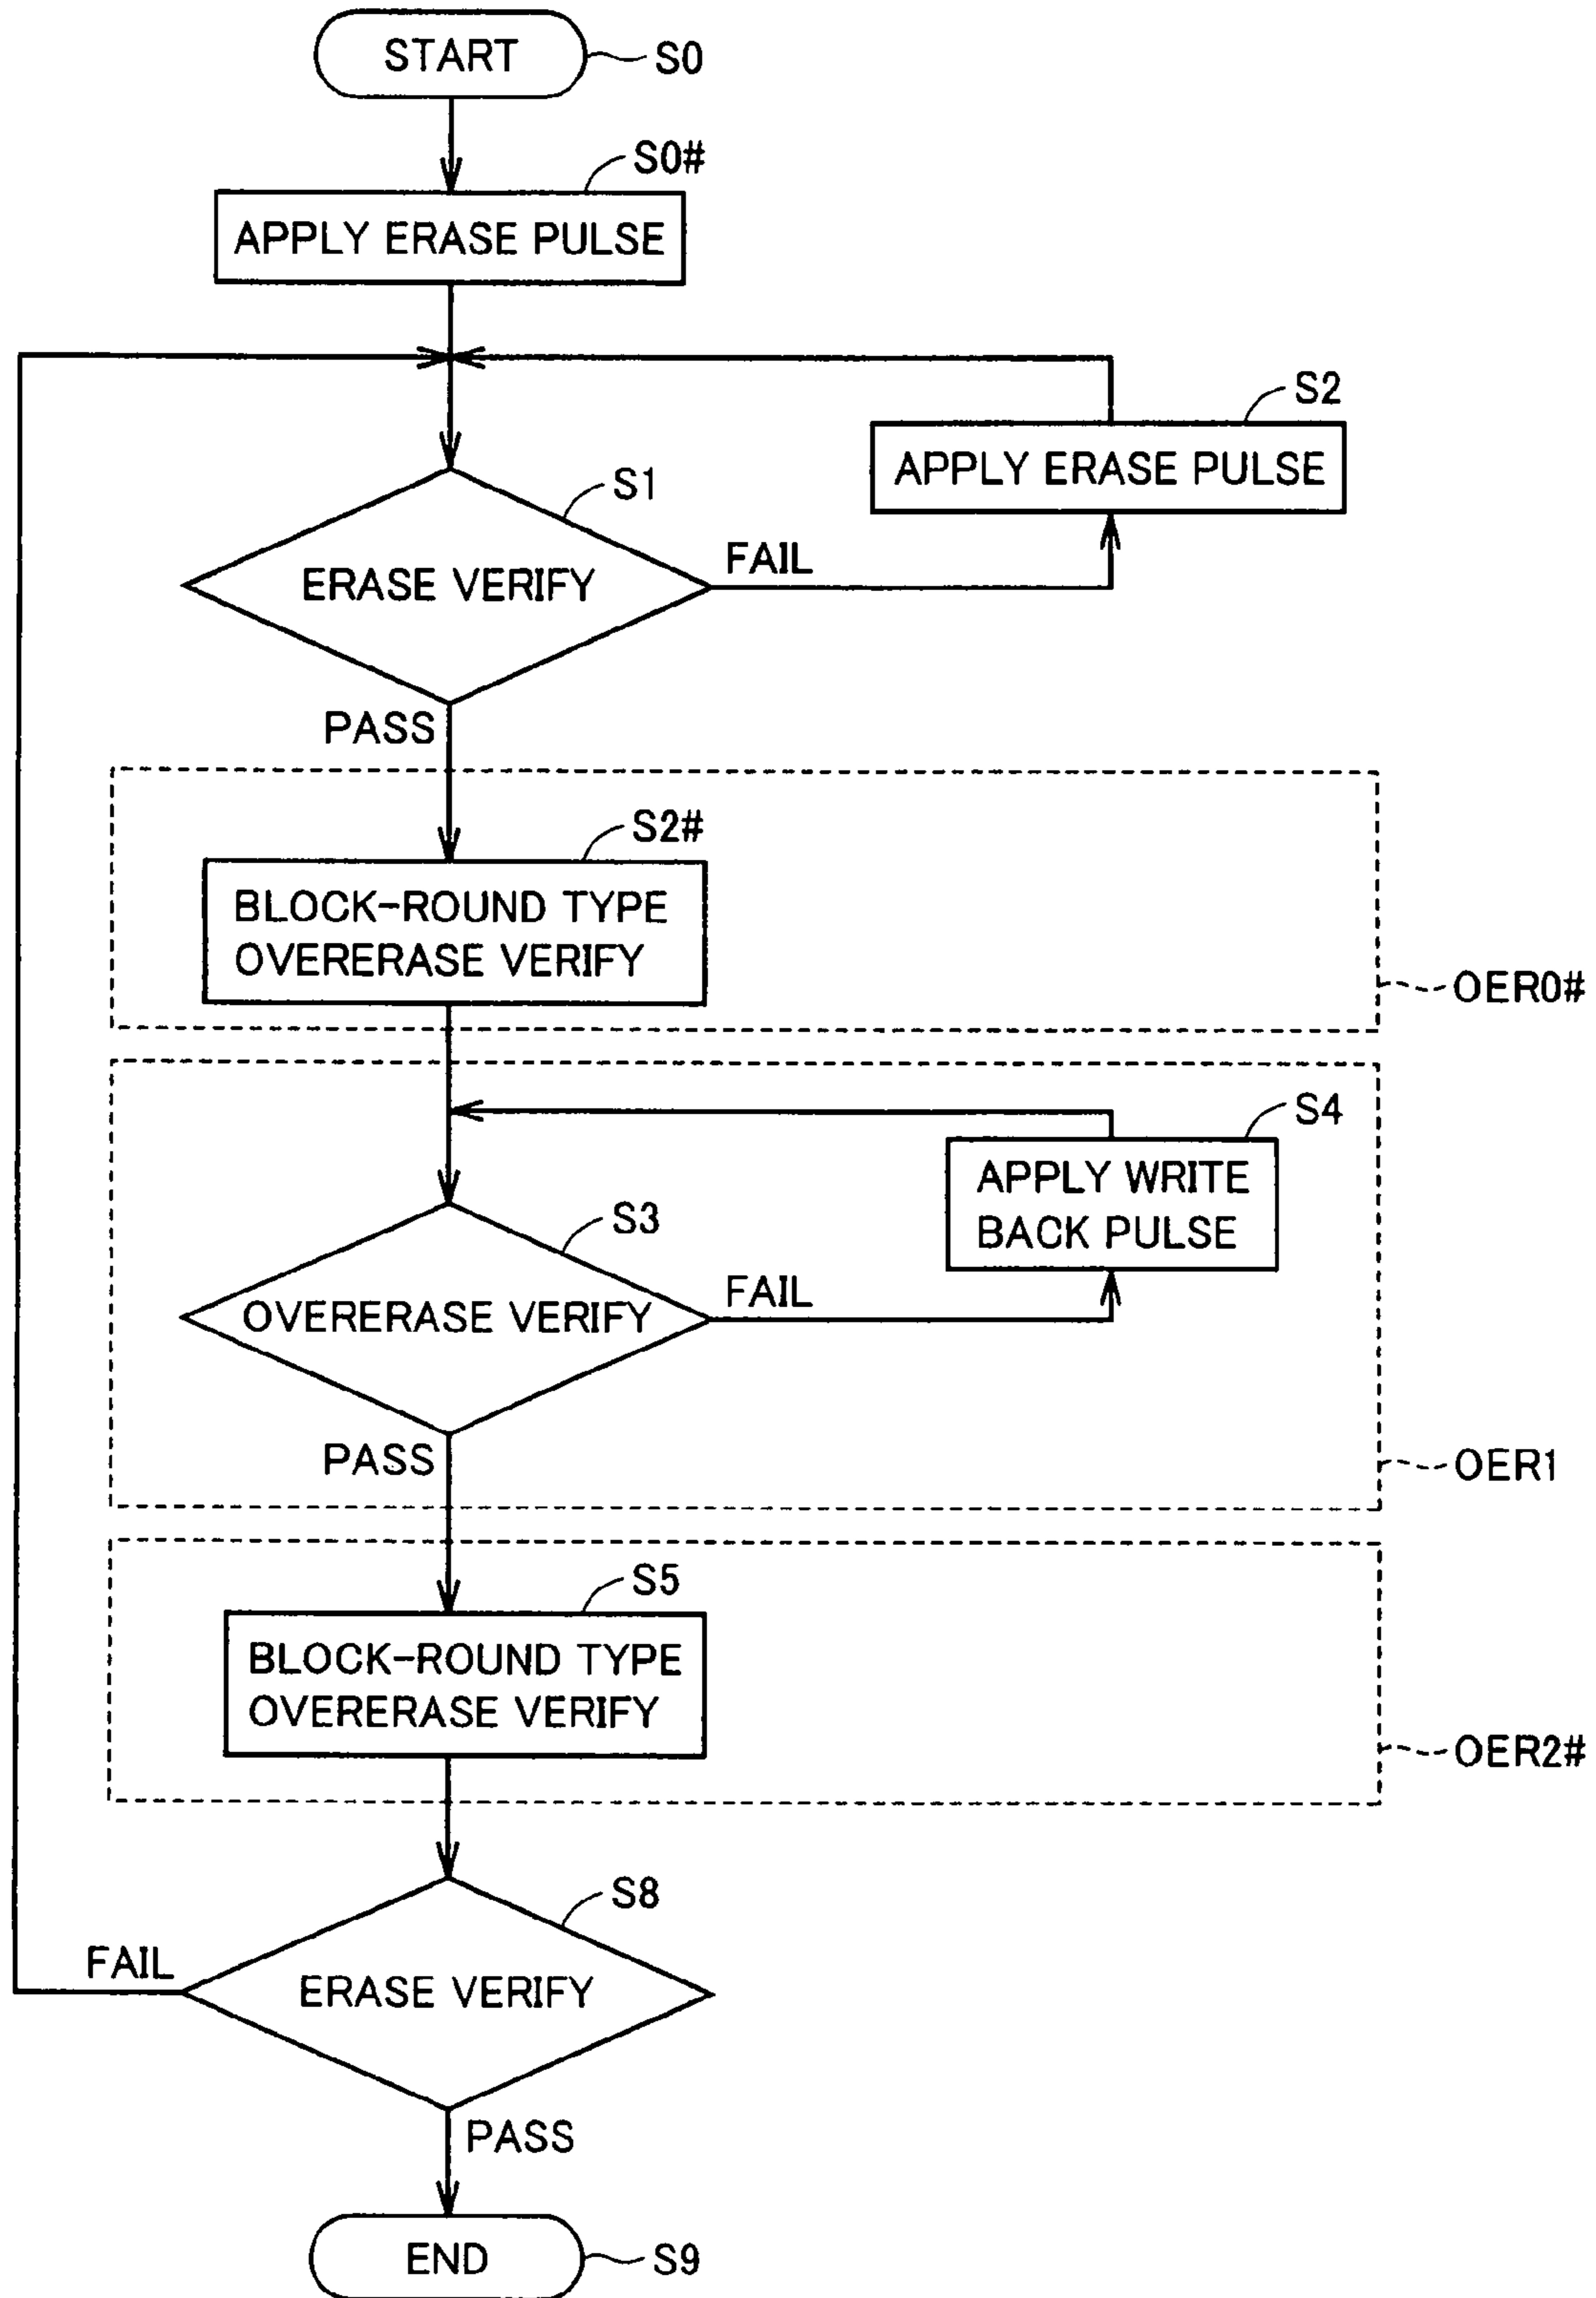 START
S0
S0#
APPLY ERASE PULSE
S2
APPLY ERASE PULSE
S1
ERASE VERIFY
FAIL
PASS
S2#
BLOCK-ROUND TYPE
OVERERASE VERIFY
OER0#
S4
APPLY WRITE
BACK PULSE
S3
OVERERASE VERIFY
FAIL
PASS
OER1
S5
BLOCK-ROUND TYPE
OVERERASE VERIFY
OER2#
S8
FAIL
ERASE VERIFY
PASS
END
S9